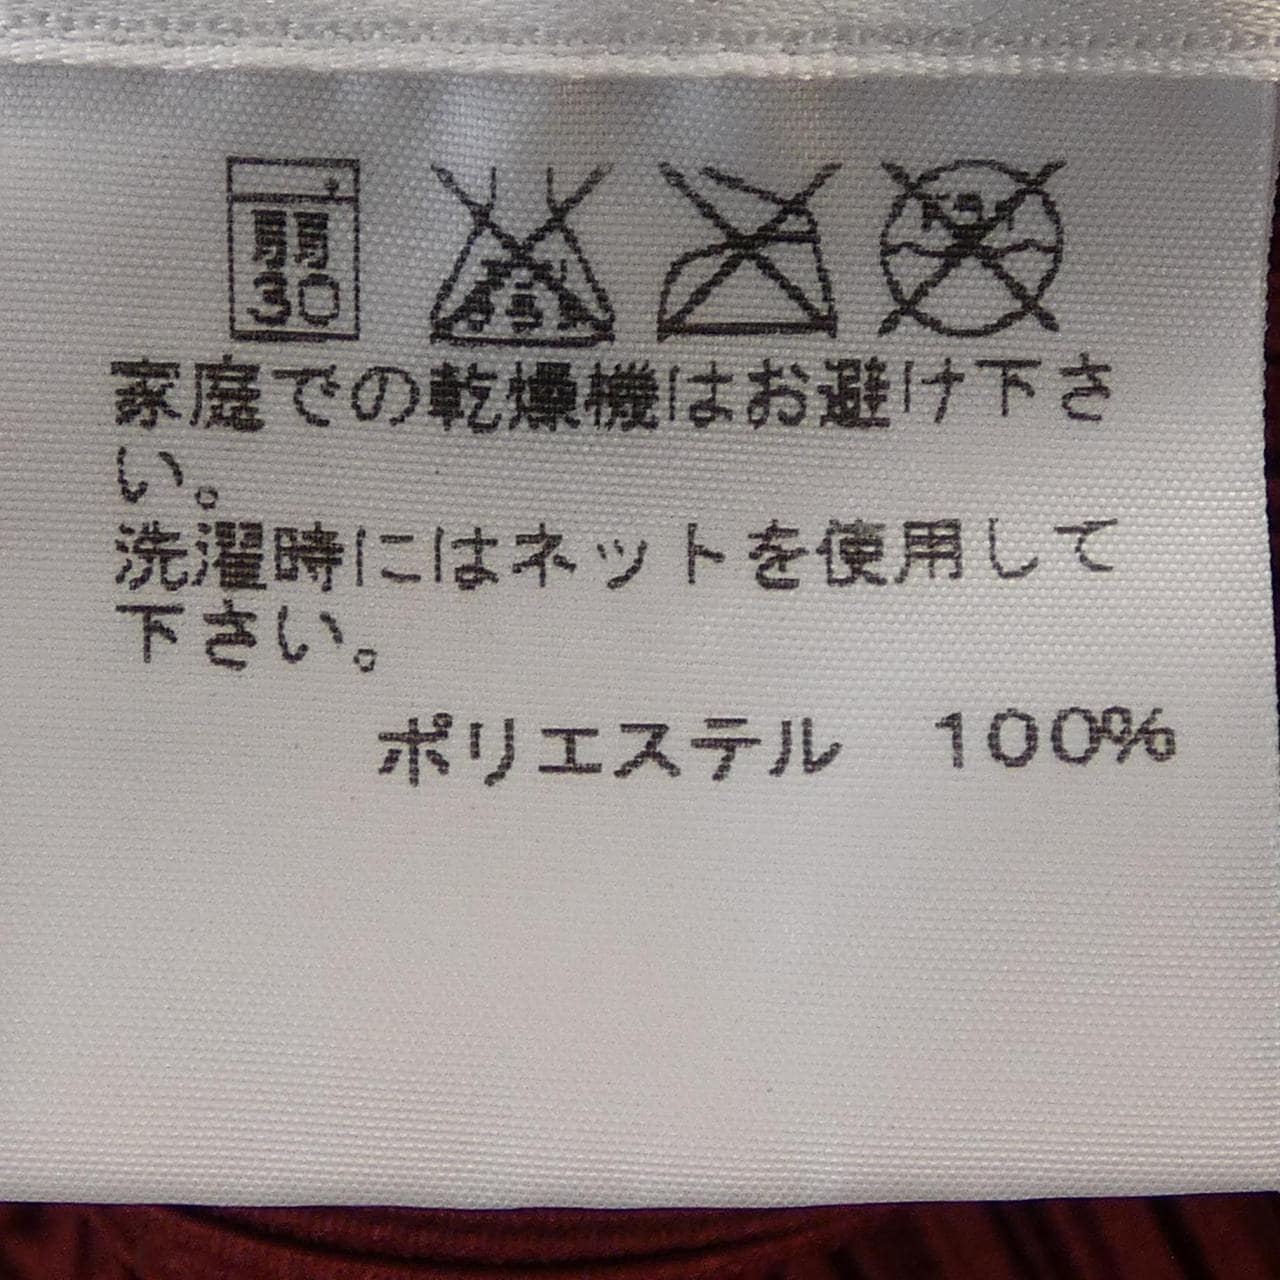 弱
30
家庭での乾燥機はお避け下さ
い。
洗濯時にはネットを使用して
下さい。
ポリエステル 100%